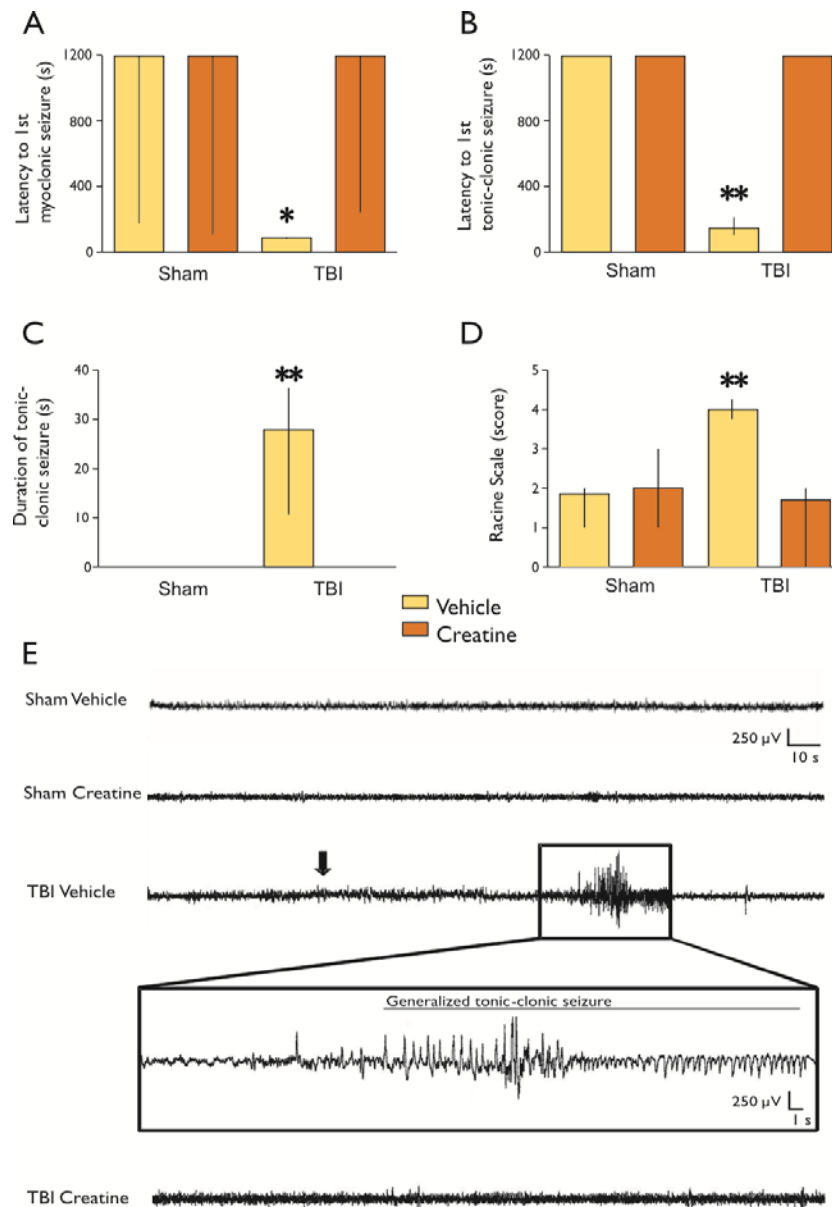 A
Latency to 1st
myoclonic seizure (s)
1200
800
400
0
*
Sham
TBI
B
Latency to 1st
tonic-clonic seizure (s)
1200
800
400
0
**
Sham
TBI
C
Duration of tonic-
clonic seizure (s)
40
30
20
10
0
**
Sham
TBI
D
Racine Scale (score)
5
4
3
2
1
0
**
Sham
TBI
Vehicle
Creatine
E
Sham Vehicle
250 µV
10 s
Sham Creatine
TBI Vehicle
Generalized tonic-clonic seizure
250 µV
1 s
TBI Creatine